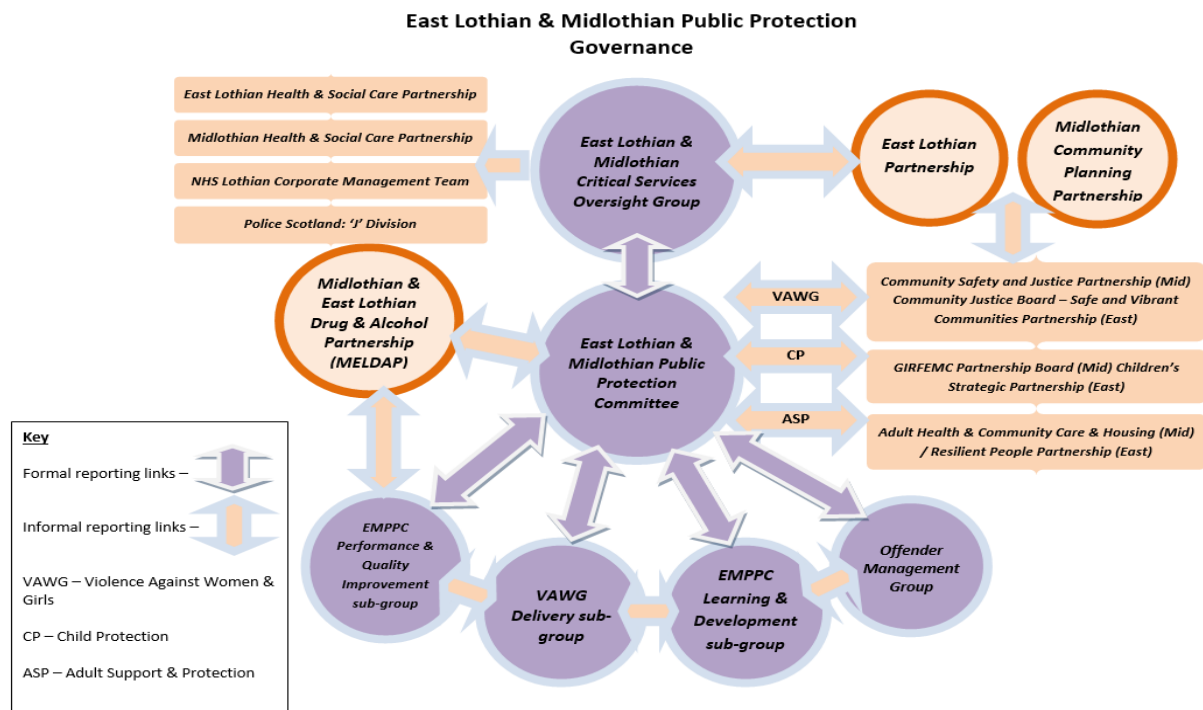 East Lothian & Midlothian Public Protection
Governance
East Lothian Health & Social Care Partnership
Midlothian Health & Social Care Partnership
NHS Lothian Corporate Management Team
Police Scotland: ‘J’ Division
East Lothian &
Midlothian
Critical Services
Oversight Group
East Lothian
Partnership
Midlothian
Community
Planning
Partnership
Midlothian &
East Lothian
Drug & Alcohol
Partnership
(MELDAP)
East Lothian &
Midlothian Public
Protection
Committee
VAWG
CP
ASP
Community Safety and Justice Partnership (Mid)
Community Justice Board – Safe and Vibrant
Communities Partnership (East)
GIRFEMC Partnership Board (Mid) Children’s
Strategic Partnership (East)
Adult Health & Community Care & Housing (Mid)
/ Resilient People Partnership (East)
Key
Formal reporting links –
Informal reporting links –
VAWG – Violence Against Women &
Girls
CP – Child Protection
ASP – Adult Support & Protection
EMPPC
Performance &
Quality
Improvement
sub-group
VAWG
Delivery sub-
group
EMPPC
Learning &
Development
sub-group
Offender
Management
Group